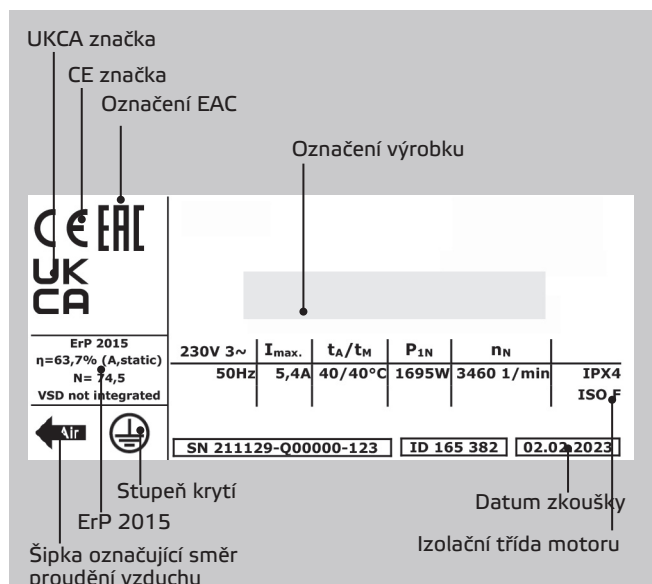 UKCA značka
CE značka
Označení EAC
Označení výrobku
CE EAC
UK
CA
ErP 2015
η=63,7% (A,static)
N= 74,5
VSD not integrated
230V 3~ Imax. tA/tM P1N nN
50Hz 5,4A 40/40°C 1695W 3460 1/min IPX4
ISO F
Air
SN 211129-Q00000-123 ID 165 382 02.02.2023
Stupeň krytí
Datum zkoušky
ErP 2015
Izolační třída motoru
Šipka označující směr
proudění vzduchu